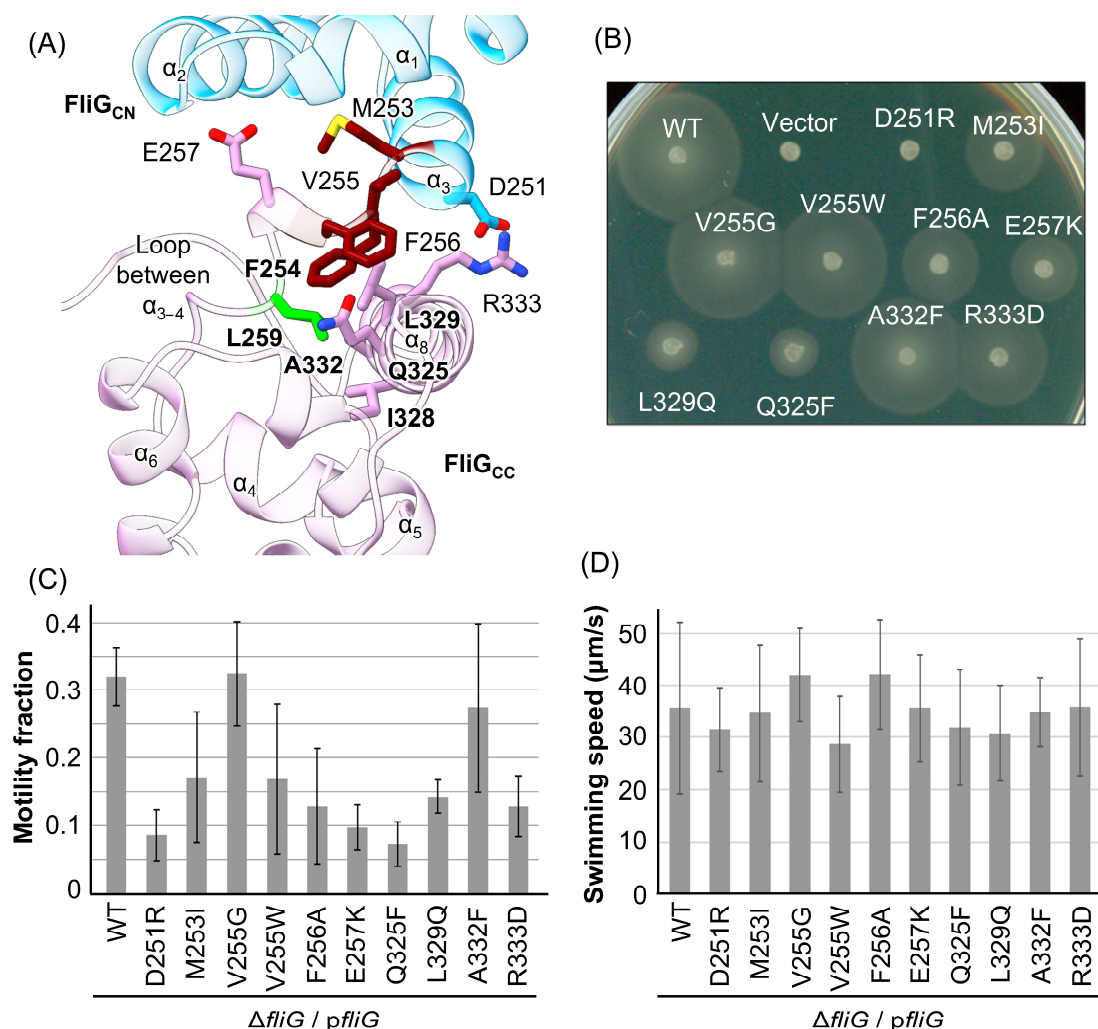 (A)
α2
α1
FliGCN
M253
E257
V255
α3
D251
F256
Loop
between
α3–4
F254
R333
L329
α8
L259
A332
Q325
I328
α6
α4
FliGCC
α5
(B)
WT
Vector
D251R
M253I
V255G
V255W
F256A
E257K
A332F
R333D
L329Q
Q325F
(C)
Motility fraction
0.4
0.3
0.2
0.1
0
WT
D251R
M253I
V255G
V255W
F256A
E257K
Q325F
L329Q
A332F
R333D
ΔfliG / pfliG
(D)
Swimming speed (μm/s)
50
40
30
20
10
0
WT
D251R
M253I
V255G
V255W
F256A
E257K
Q325F
L329Q
A332F
R333D
ΔfliG / pfliG